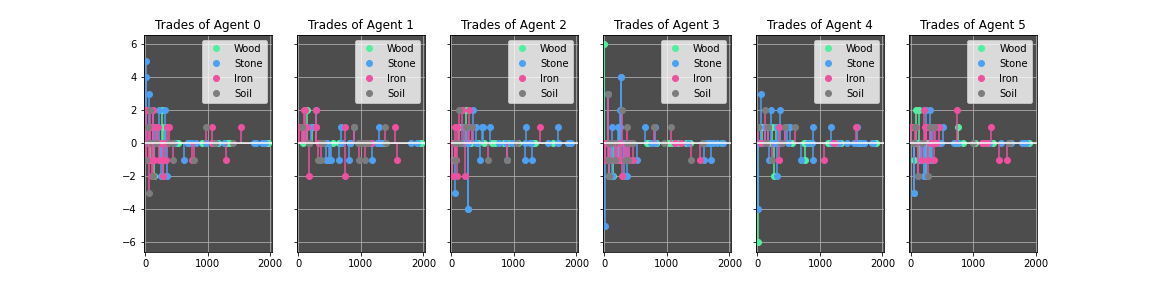 Trades of Agent 0 Trades of Agent 1 Trades of Agent 2 Trades of Agent 3 Trades of Agent 4 Trades of Agent 5
6 Wood Wood Wood Wood Wood Wood
Stone Stone Stone Stone Stone Stone
4 Iron Iron Iron Iron Iron Iron
Soil Soil Soil Soil Soil Soil
2
0
−2
−4
−6
0 1000 2000 0 1000 2000 0 1000 2000 0 1000 2000 0 1000 2000 0 1000 2000